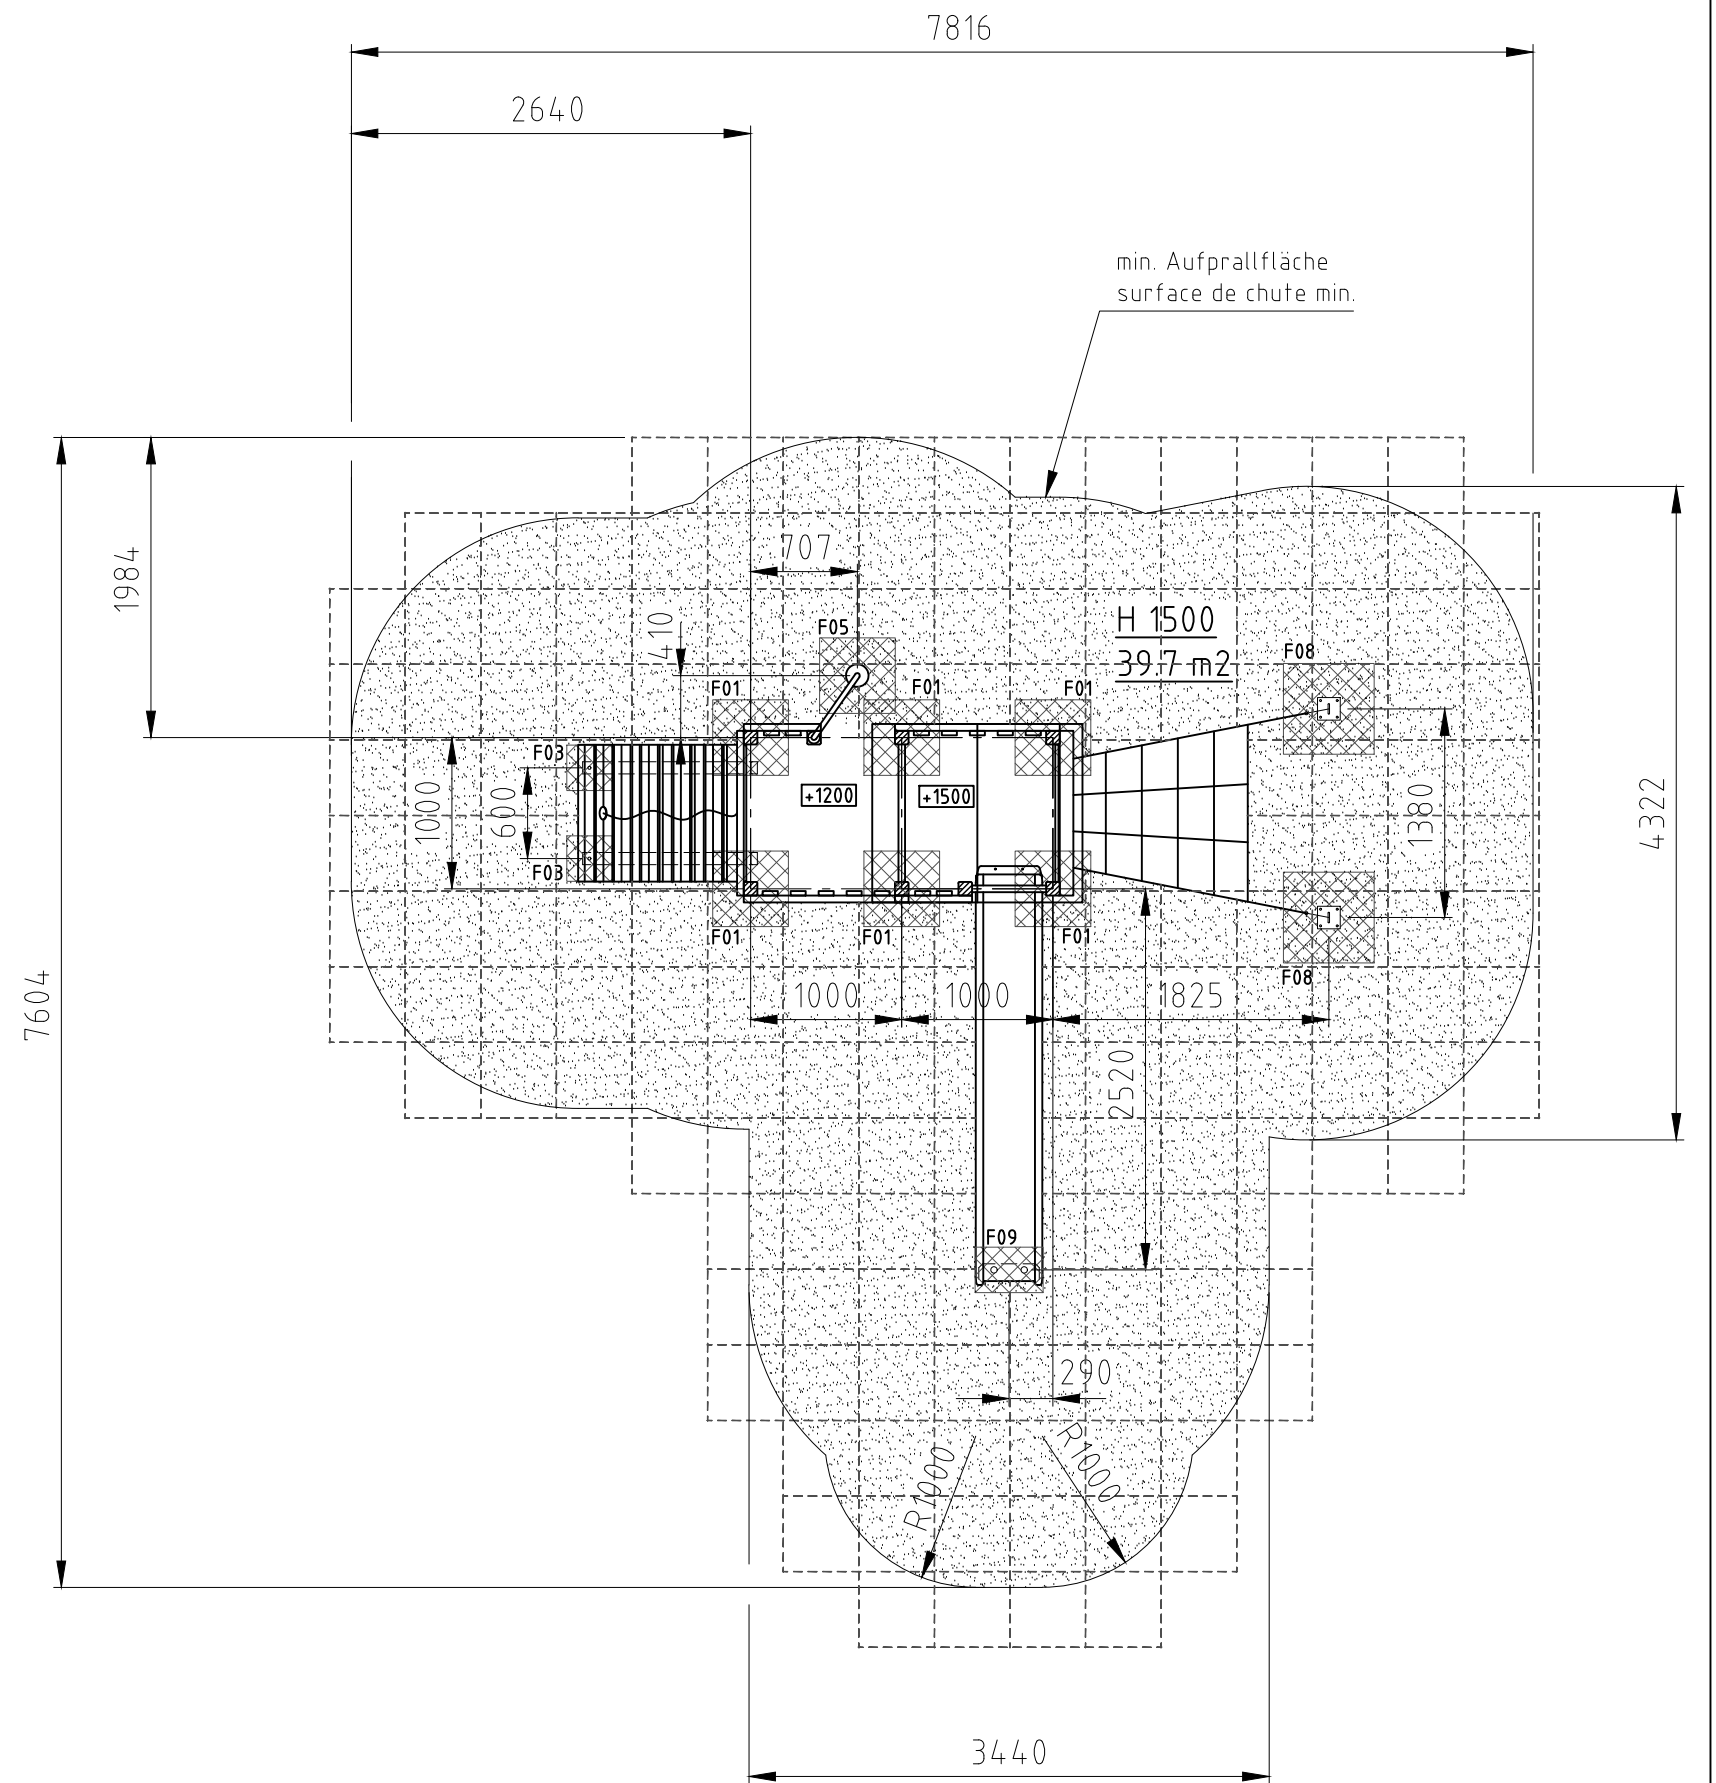 7816
2640
min. Aufprallfläche
surface de chute min.
1984
707
410
F05
H 1500
39.7 m2
F08
F01
F01
F01
F03
+1200
+1500
1000
600
1380
4322
F03
F01
F01
F01
F08
7604
1000
1000
1825
2520
F09
290
R1000
R1000
3440